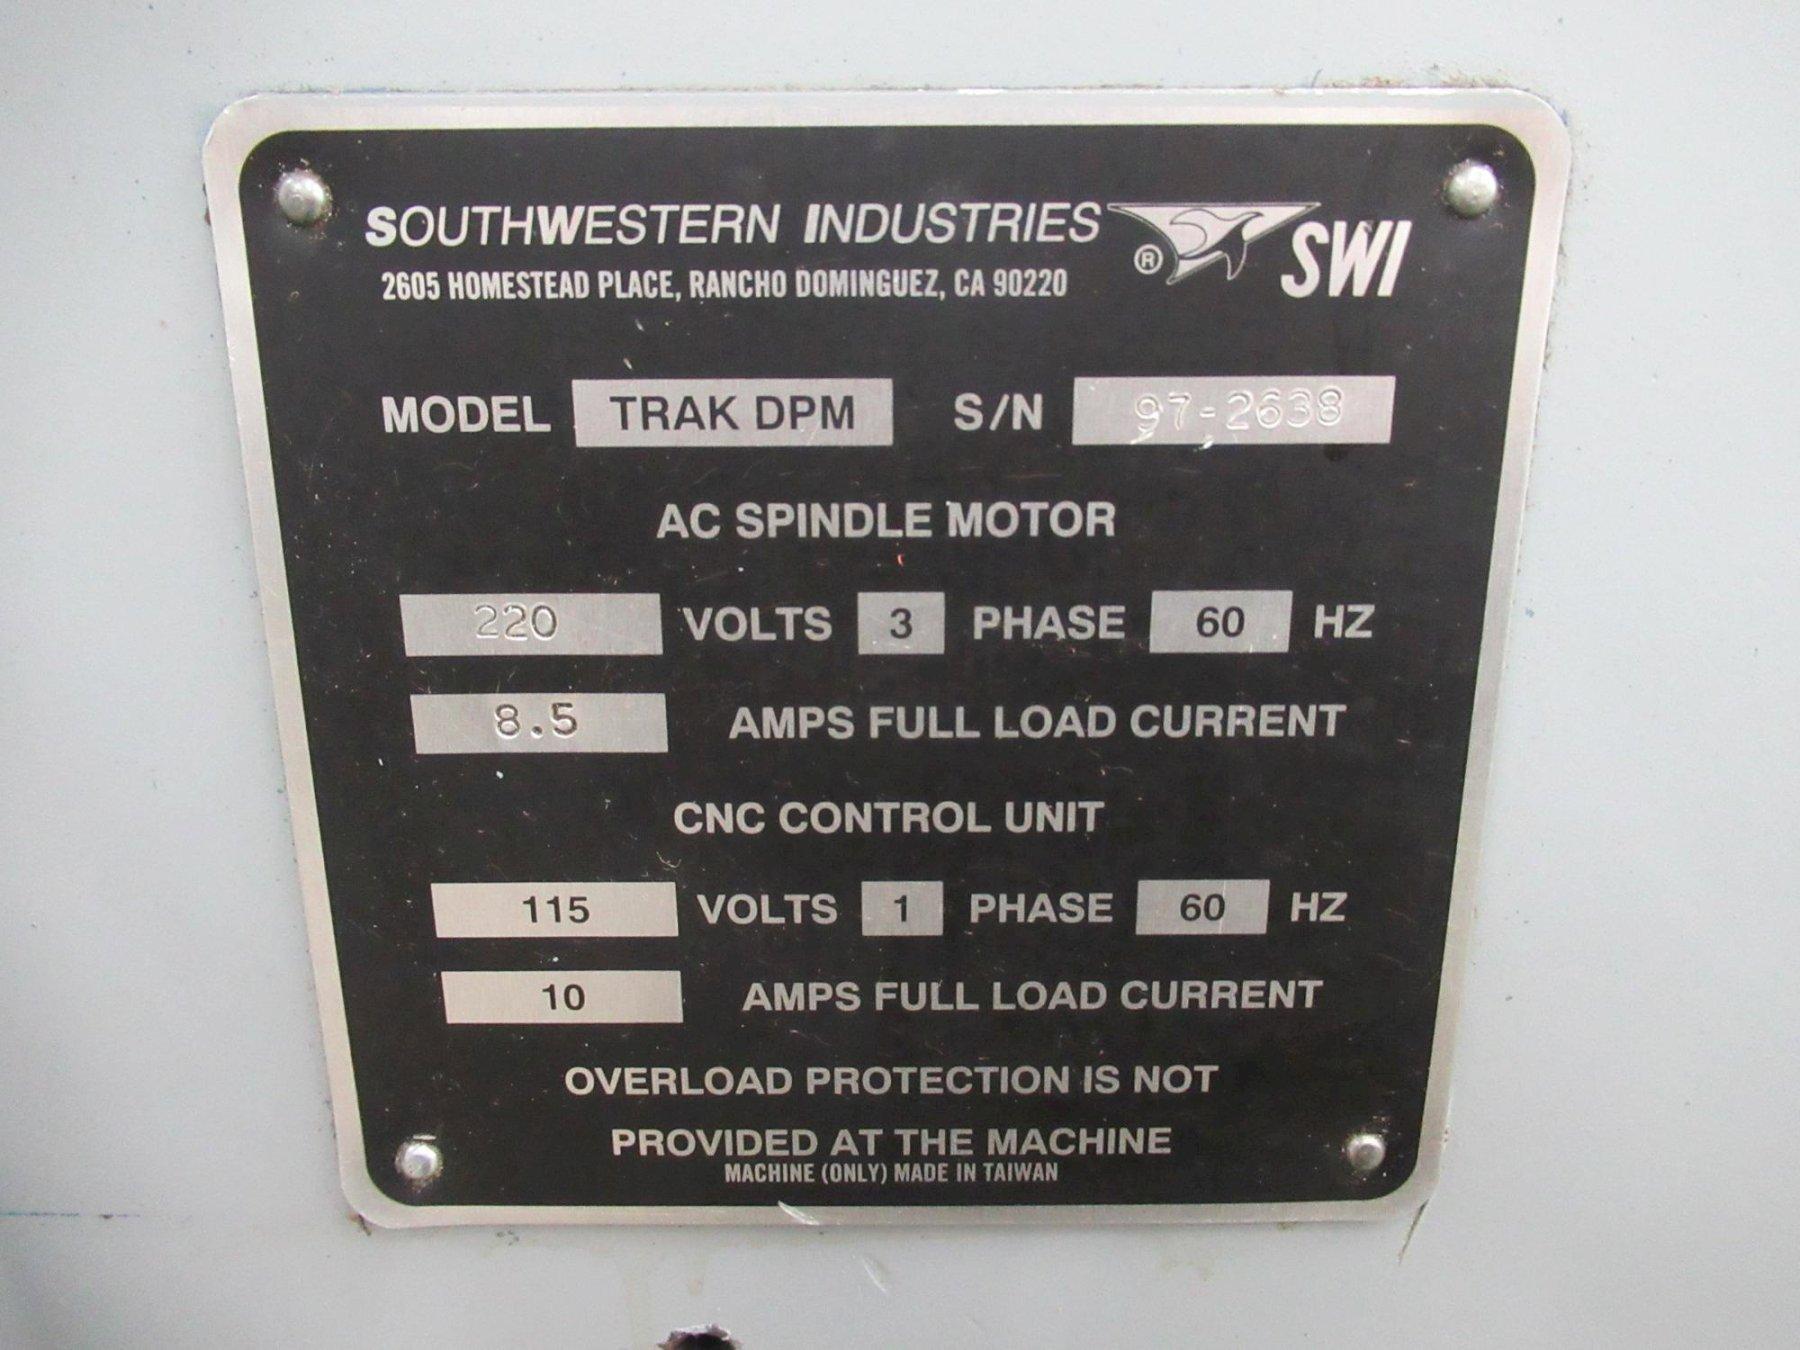 SOUTHWESTERN INDUSTRIES ® SWI
2605 HOMESTEAD PLACE, RANCHO DOMINGUEZ, CA 90220
MODEL TRAK DPM S/N 97-2638
AC SPINDLE MOTOR
220 VOLTS 3 PHASE 60 HZ
8.5 AMPS FULL LOAD CURRENT
CNC CONTROL UNIT
115 VOLTS 1 PHASE 60 HZ
10 AMPS FULL LOAD CURRENT
OVERLOAD PROTECTION IS NOT
PROVIDED AT THE MACHINE
MACHINE (ONLY) MADE IN TAIWAN